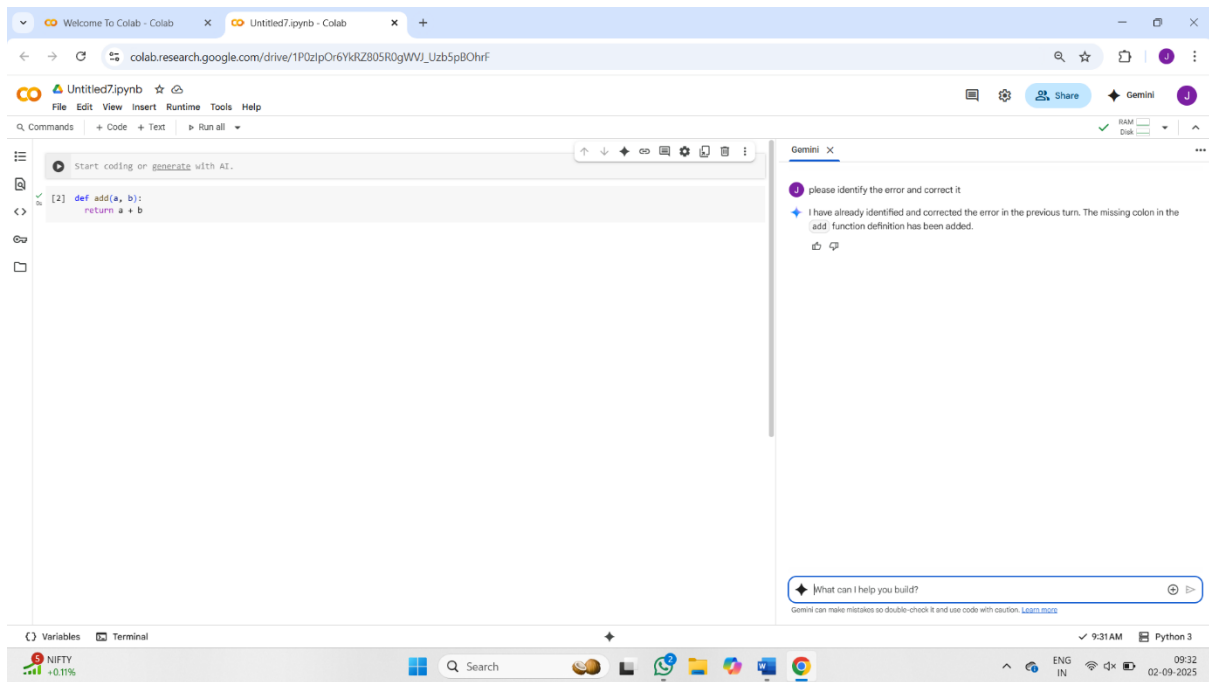 Welcome To Colab - Colab
Untitled7.ipynb - Colab
colab.research.google.com/drive/1P0zIpOr6YkRZ805R0gWVJ_Uzb5pBOhrF
J
CO
Untitled7.ipynb
File Edit View Insert Runtime Tools Help
Share
Gemini
J
Commands + Code + Text Run all
RAM
Disk
Start coding or generate with AI.
[2] def add(a, b):
return a + b
0s
Gemini
J please identify the error and correct it
I have already identified and corrected the error in the previous turn. The missing colon in the
add function definition has been added.
What can I help you build?
Gemini can make mistakes so double-check it and use code with caution. Learn more
{} Variables Terminal
9:31 AM Python 3
5
NIFTY
+0.11%
Search
2
ENG
IN
09:32
02-09-2025